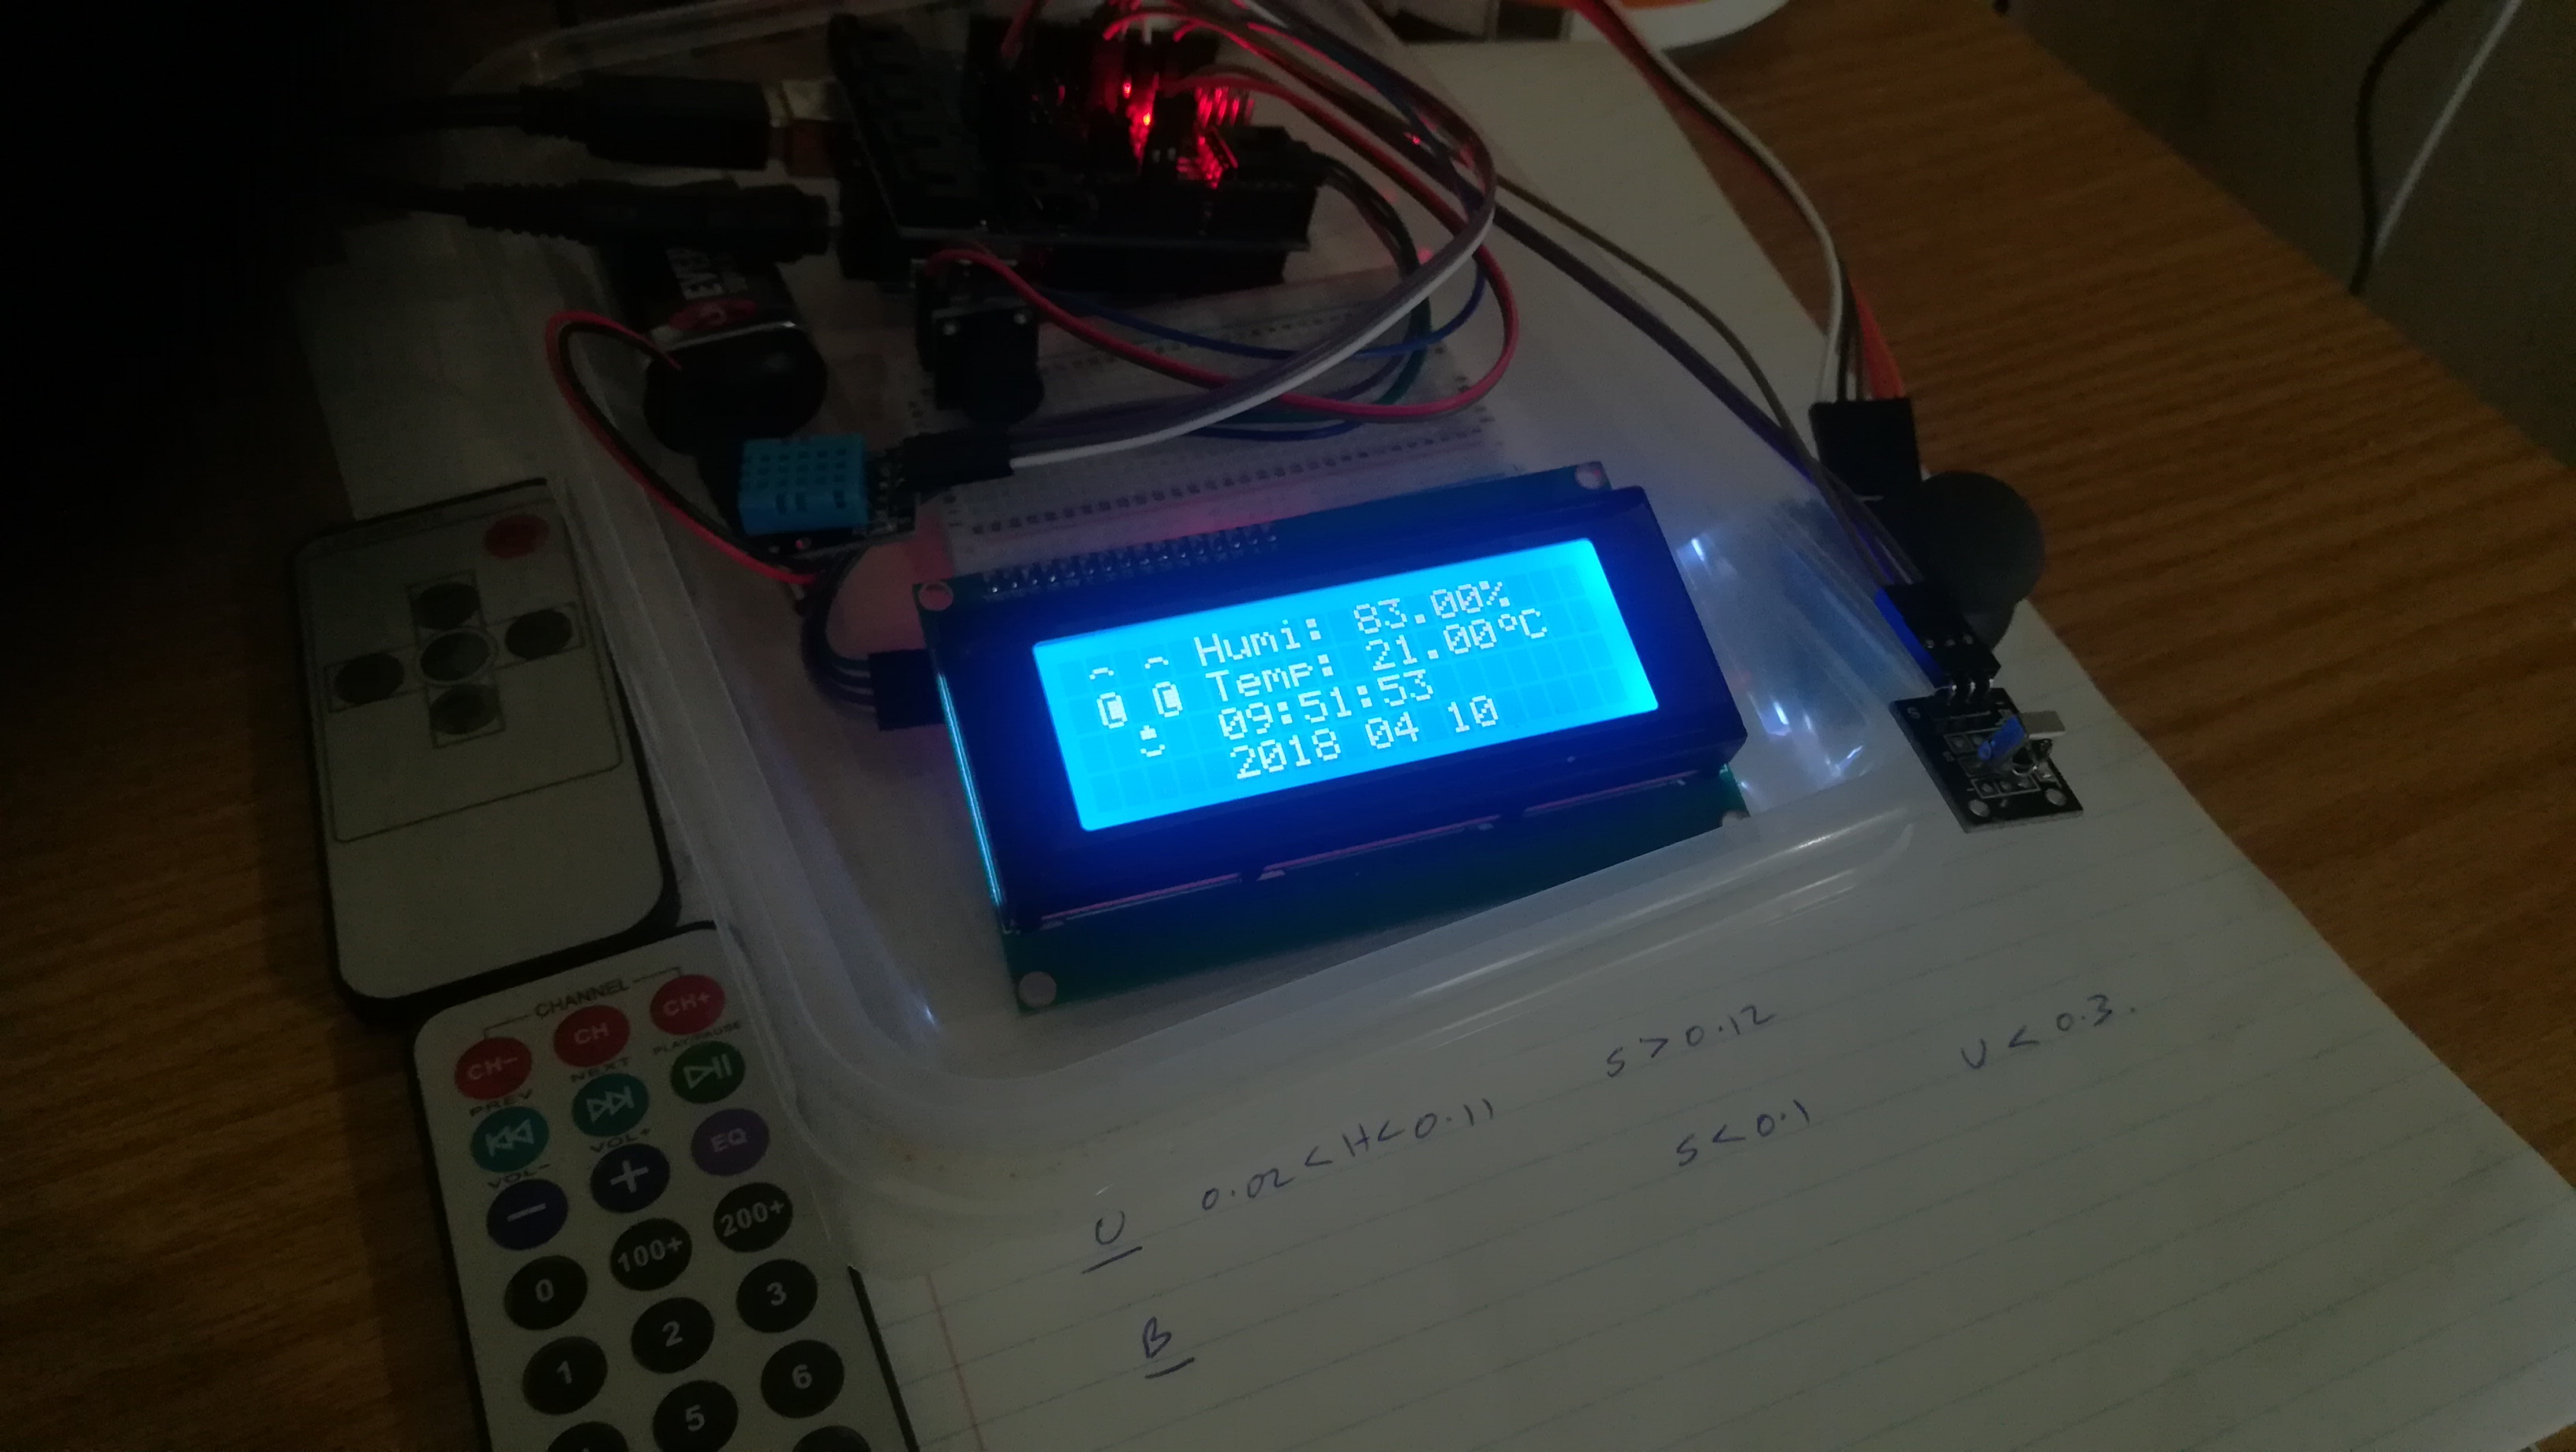 Humi: 83.00%
Temp: 21.00°C
09:51:53
2018 04 10
CHANNEL
CH− CH CH+
PREV NEXT PLAY/PAUSE
VOL− VOL+ EQ
0 100+ 200+
1 2 3
5 6
S > 0.12
U 0.02 < H < 0.11 S < 0.1 U < 0.3.
B